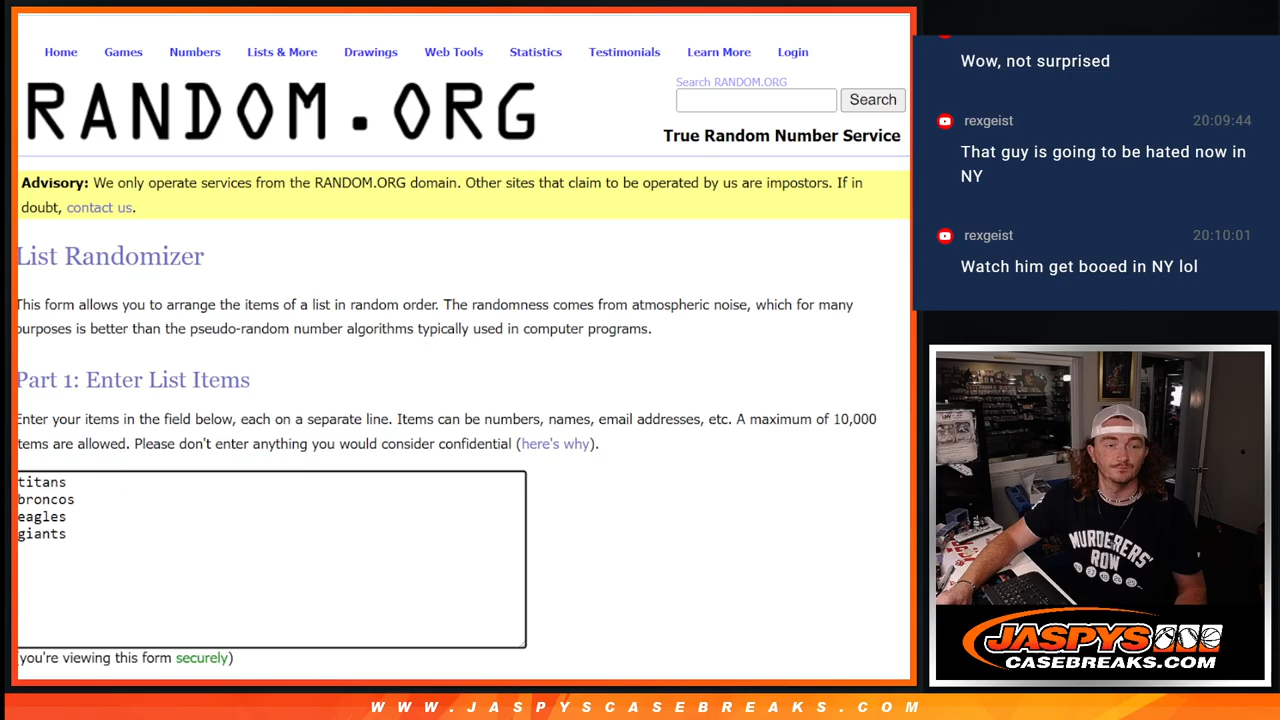 Home Games Numbers Lists & More Drawings Web Tools Statistics Testimonials Learn More Login
RANDOM.ORG
Search RANDOM.ORG
Search
True Random Number Service
Advisory: We only operate services from the RANDOM.ORG domain. Other sites that claim to be operated by us are impostors. If in
doubt, contact us.
List Randomizer
This form allows you to arrange the items of a list in random order. The randomness comes from atmospheric noise, which for many
purposes is better than the pseudo-random number algorithms typically used in computer programs.
Part 1: Enter List Items
Enter your items in the field below, each on a separate line. Items can be numbers, names, email addresses, etc. A maximum of 10,000
items are allowed. Please don't enter anything you would consider confidential (here's why).
titans
broncos
eagles
giants
(you're viewing this form securely)
Wow, not surprised
rexgeist 20:09:44
That guy is going to be hated now in
NY
rexgeist 20:10:01
Watch him get booed in NY lol
MURDERERS'
ROW
JASPYS
CASEBREAKS.COM
WWW.JASPYSCASEBREAKS.COM